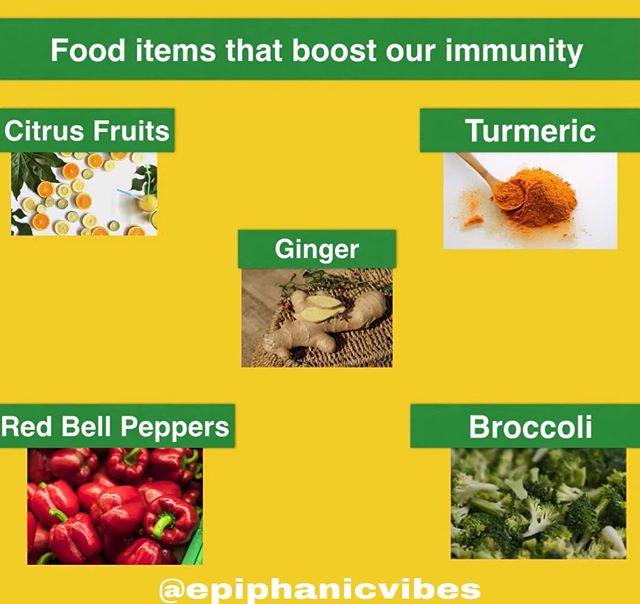 Food items that boost our immunity
Citrus Fruits
Turmeric
Ginger
Red Bell Peppers
Broccoli
@epiphanicvibes